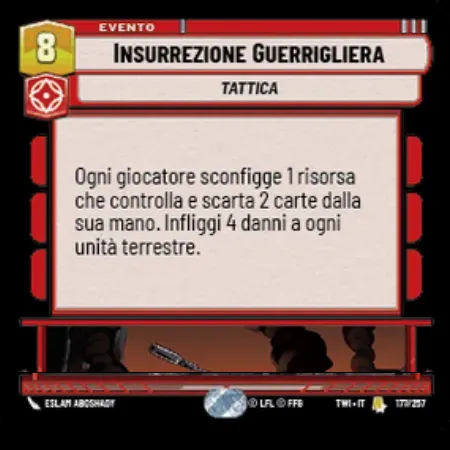 EVENTO
8
INSURREZIONE GUERRIGLIERA
TATTICA
Ogni giocatore sconfigge 1 risorsa
che controlla e scarta 2 carte dalla
sua mano. Infliggi 4 danni a ogni
unità terrestre.
ESLAM ABOSHADY Ⓒ LFL Ⓒ FFG TWI • IT 177/257